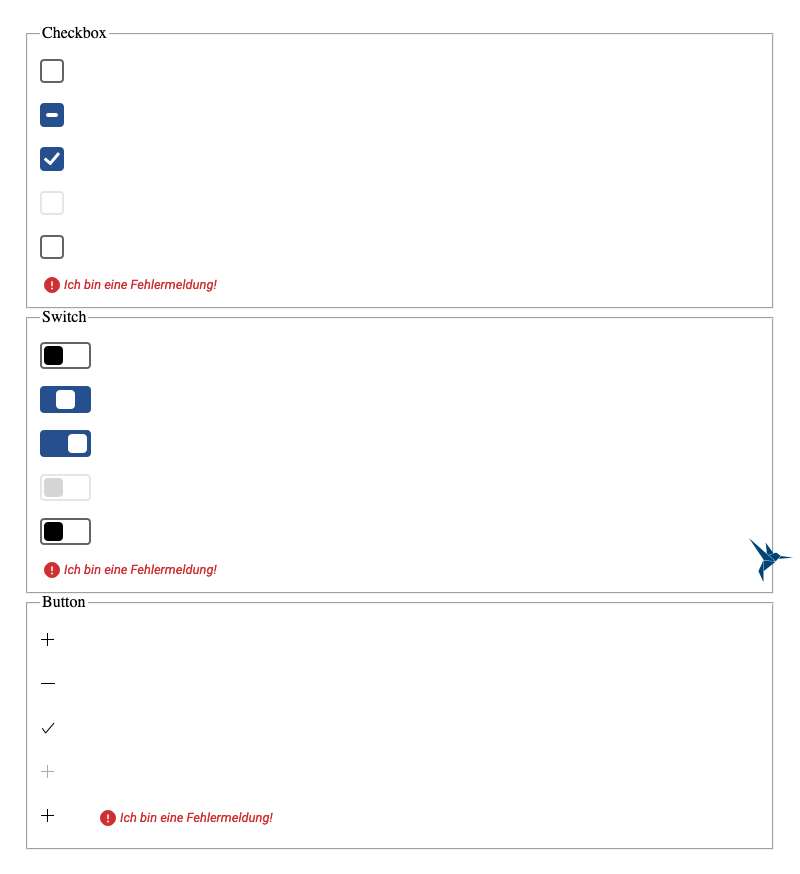 Checkbox
Ich bin eine Fehlermeldung!
Switch
Ich bin eine Fehlermeldung!
Button
Ich bin eine Fehlermeldung!